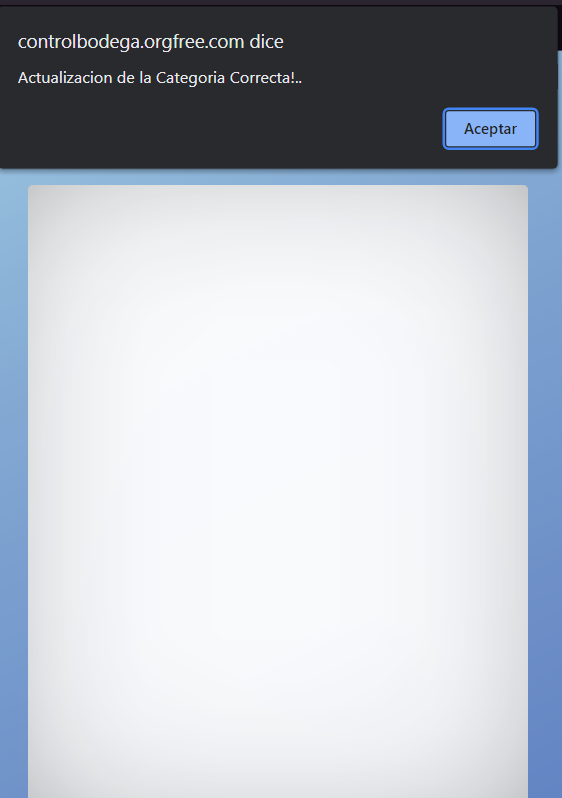 controlbodega.orgfree.com dice
Actualizacion de la Categoria Correcta!..
Aceptar